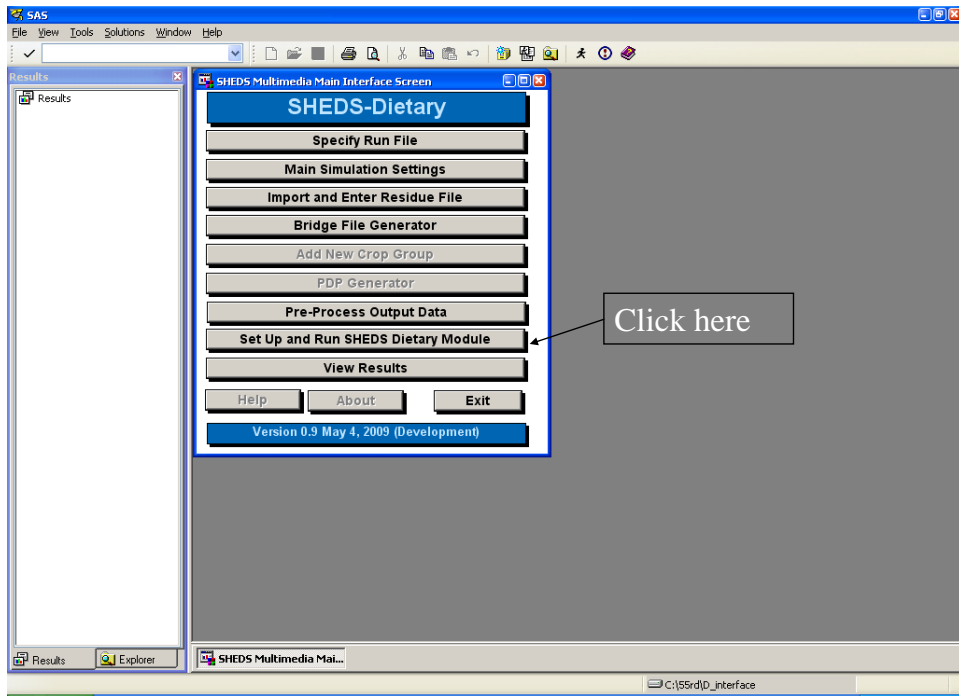 SAS
File View Tools Solutions Window Help
Results
Results
SHEDS Multimedia Main Interface Screen
SHEDS-Dietary
Specify Run File
Main Simulation Settings
Import and Enter Residue File
Bridge File Generator
Add New Crop Group
PDP Generator
Pre-Process Output Data
Set Up and Run SHEDS Dietary Module
View Results
Help About Exit
Version 0.9 May 4, 2009 (Development)
Click here
Results Explorer
SHEDS Multimedia Mai...
C:\55rd\D_interface